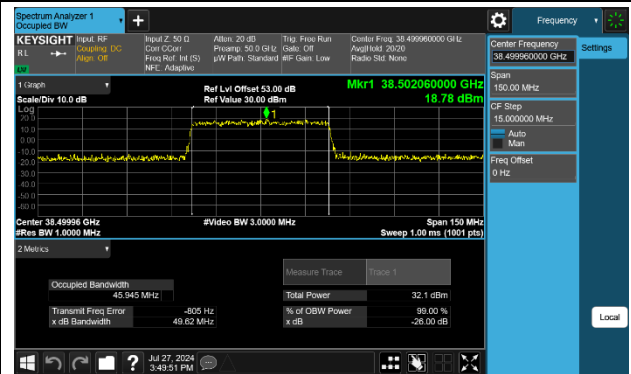 Spectrum Analyzer 1
Occupied BW
+
Frequency
KEYSIGHT Input: RF Input Z: 50 Ω Atten: 20 dB Trig: Free Run Center Freq: 38.499960000 GHz
RL Coupling: DC Corr CCorr Preamp: 50.0 GHz Gate: Off Avg|Hold: 20/20
Align: Off Freq Ref: Int (S) µW Path: Standard #IF Gain: Low Radio Std: None
NFE: Adaptive
LNI
Center Frequency
38.499960000 GHz
Settings
Span
150.00 MHz
CF Step
15.000000 MHz
Auto
Man
Freq Offset
0 Hz
1 Graph
Ref Lvl Offset 53.00 dB
Mkr1 38.502060000 GHz
Scale/Div 10.0 dB
Ref Value 30.00 dBm
18.78 dBm
Log
20.0
10.0
0.00
-10.0
-20.0
-30.0
-40.0
-50.0
-60.0
1
Center 38.49996 GHz
#Video BW 3.0000 MHz
Span 150 MHz
#Res BW 1.0000 MHz
Sweep 1.00 ms (1001 pts)
2 Metrics
Measure Trace Trace 1
Occupied Bandwidth
45.945 MHz
Total Power 32.1 dBm
Transmit Freq Error -805 Hz
% of OBW Power 99.00 %
x dB Bandwidth 49.62 MHz
x dB -26.00 dB
Local
?
Jul 27, 2024
3:49:51 PM